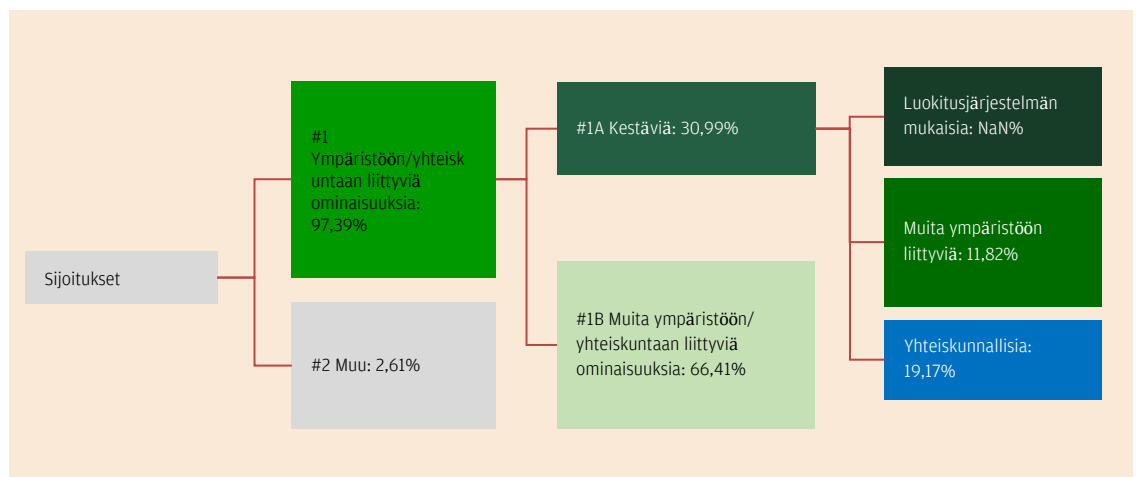 Sijoitukset
#1
Ympäristöön/yhteisk
untaan liittyviä
ominaisuuksia:
97,39%
#2 Muu: 2,61%
#1A Kestäviä: 30,99%
#1B Muita ympäristöön/
yhteiskuntaan liittyviä
ominaisuuksia: 66,41%
Luokitusjärjestelmän
mukaisia: NaN%
Muita ympäristöön
liittyviä: 11,82%
Yhteiskunnallisia:
19,17%